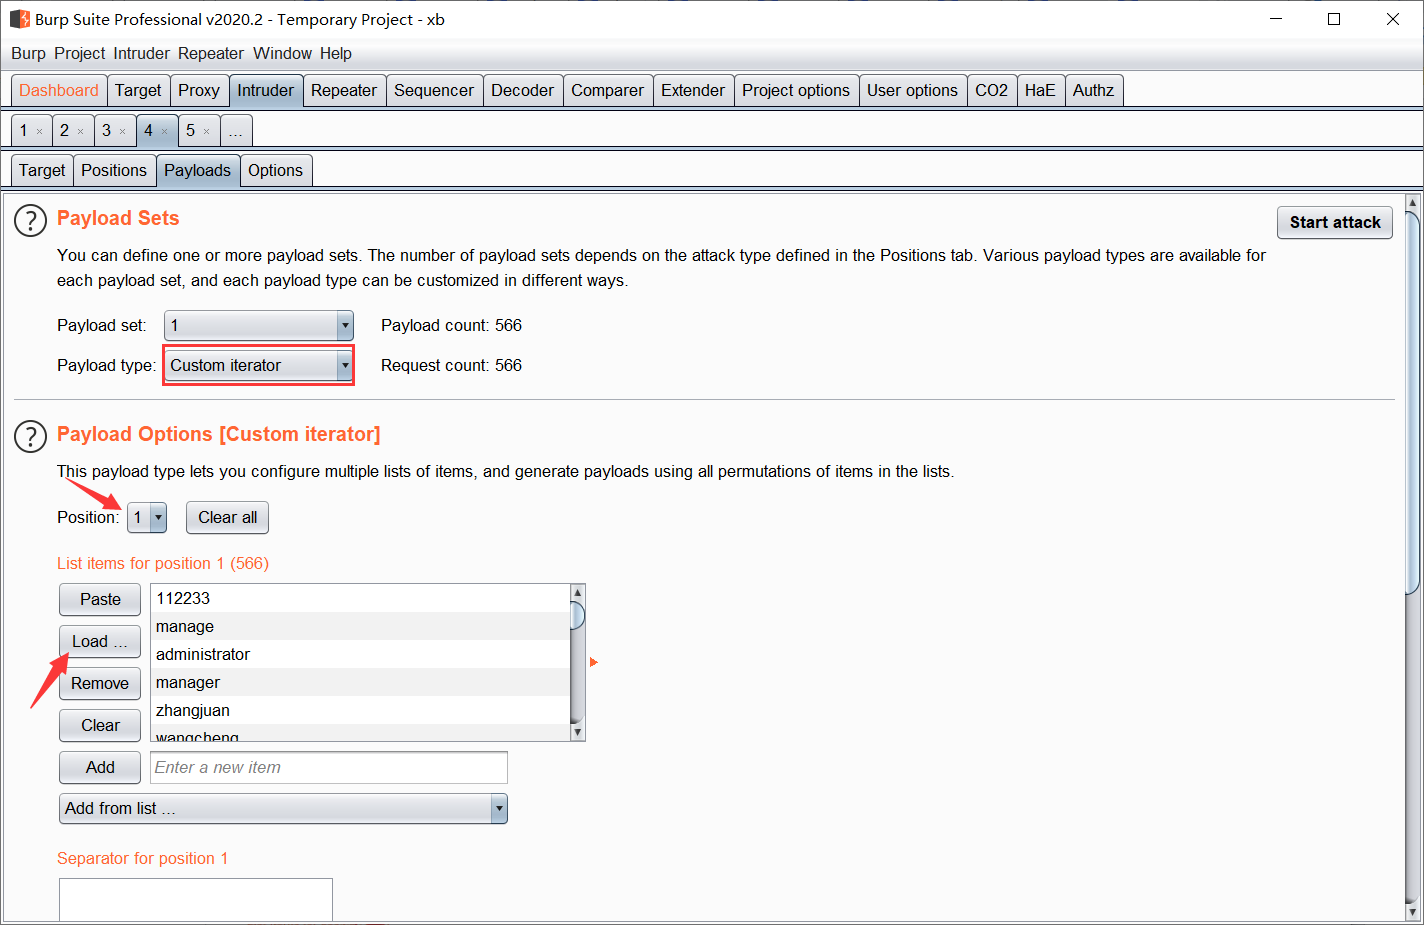 Burp Suite Professional v2020.2 - Temporary Project - xb
Burp Project Intruder Repeater Window Help
Dashboard Target Proxy Intruder Repeater Sequencer Decoder Comparer Extender Project options User options CO2 HaE Authz
1 × 2 × 3 × 4 × 5 × ...
Target Positions Payloads Options
? Payload Sets
Start attack
You can define one or more payload sets. The number of payload sets depends on the attack type defined in the Positions tab. Various payload types are available for
each payload set, and each payload type can be customized in different ways.
Payload set: 1 Payload count: 566
Payload type: Custom iterator Request count: 566
? Payload Options [Custom iterator]
This payload type lets you configure multiple lists of items, and generate payloads using all permutations of items in the lists.
Position: 1 Clear all
List items for position 1 (566)
Paste
Load ...
Remove
Clear
112233
manage
administrator
manager
zhangjuan
wangcheng
Add Enter a new item
Add from list ...
Separator for position 1